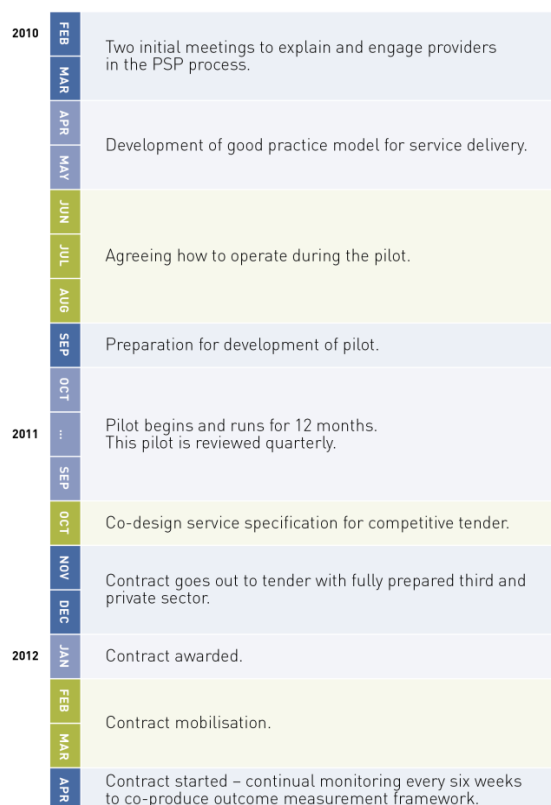 2010
FEB
MAR
Two initial meetings to explain and engage providers
in the PSP process.
APR
MAY
Development of good practice model for service delivery.
JUN
JUL
AUG
Agreeing how to operate during the pilot.
SEP
Preparation for development of pilot.
OCT
2011
...
SEP
Pilot begins and runs for 12 months.
This pilot is reviewed quarterly.
OCT
Co-design service specification for competitive tender.
NOV
DEC
Contract goes out to tender with fully prepared third and
private sector.
2012
JAN
Contract awarded.
FEB
MAR
Contract mobilisation.
APR
Contract started – continual monitoring every six weeks
to co-produce outcome measurement framework.